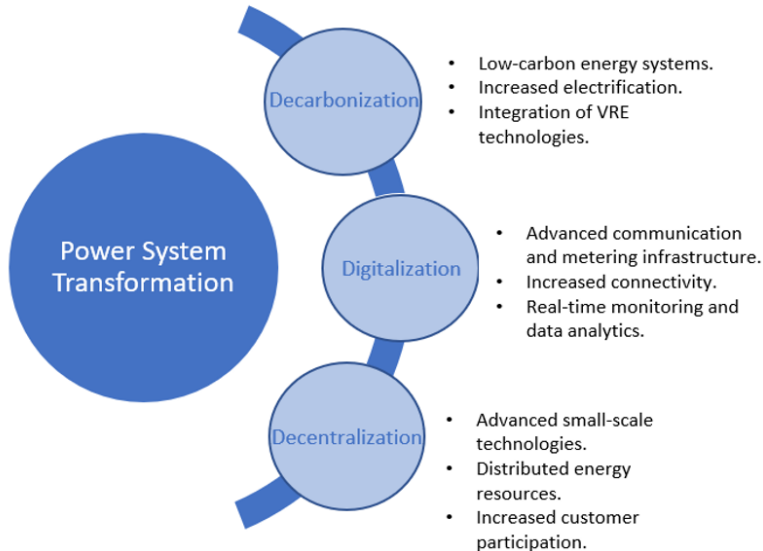 Power System
Transformation
Decarbonization
• Low-carbon energy systems.
• Increased electrification.
• Integration of VRE
technologies.
Digitalization
• Advanced communication
and metering infrastructure.
• Increased connectivity.
• Real-time monitoring and
data analytics.
Decentralization
• Advanced small-scale
technologies.
• Distributed energy
resources.
• Increased customer
participation.